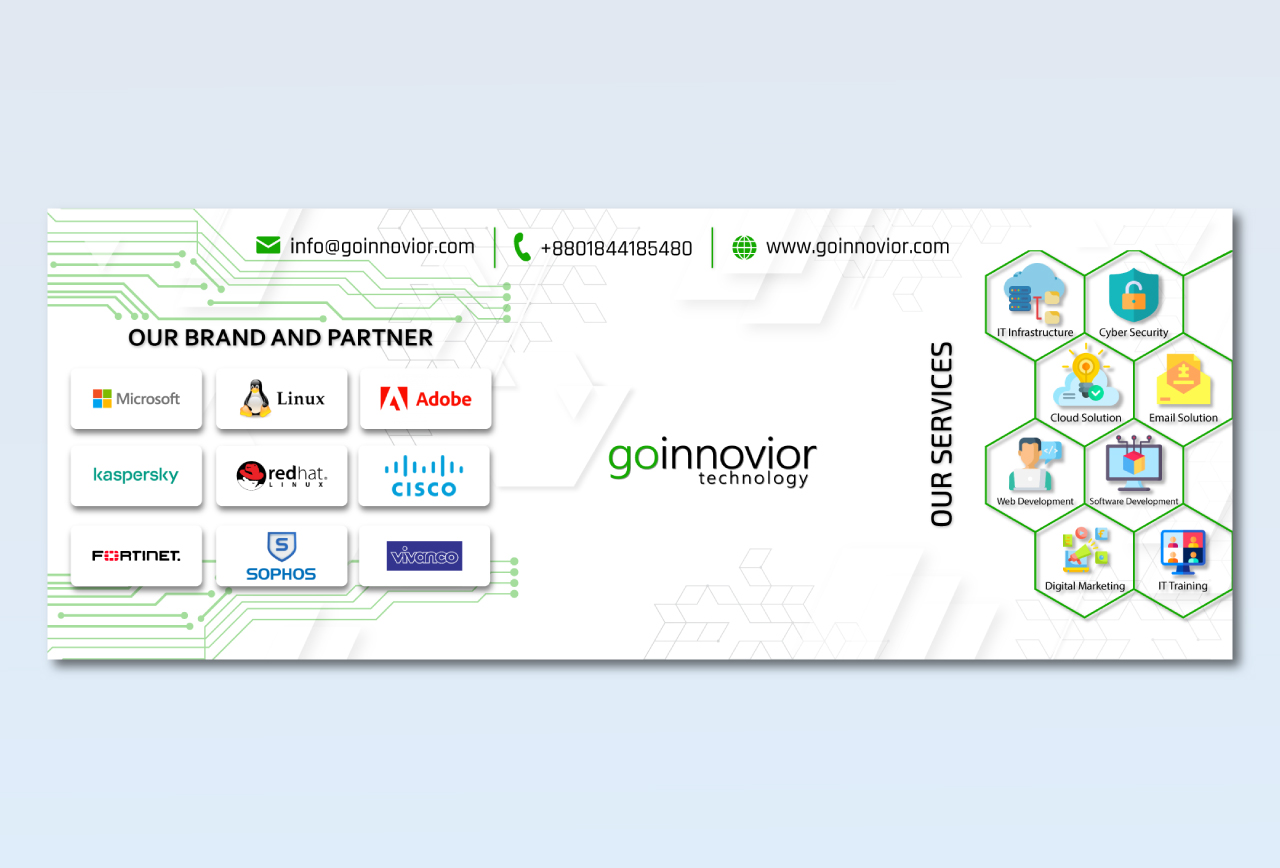 info@goinnovior.com
+8801844185480
www.goinnovior.com
OUR BRAND AND PARTNER
Microsoft
Linux
Adobe
kaspersky
redhat.
LINUX
CISCO
FORTINET.
S
SOPHOS
vivanco
goinnovior
technology
OUR SERVICES
IT Infrastructure
Cyber Security
Cloud Solution
Email Solution
</>
Web Development
Software Development
Digital Marketing
IT Training